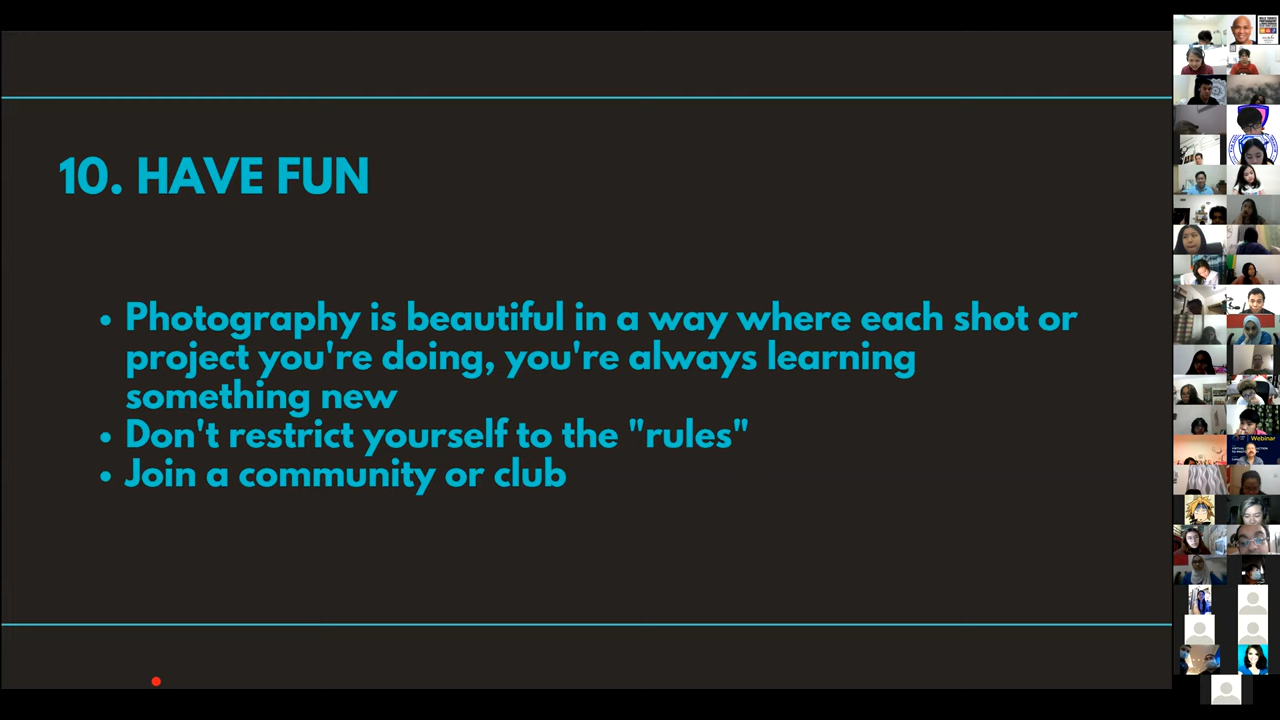 10. HAVE FUN
• Photography is beautiful in a way where each shot or
project you're doing, you're always learning
something new
• Don't restrict yourself to the "rules"
• Join a community or club
Webinar